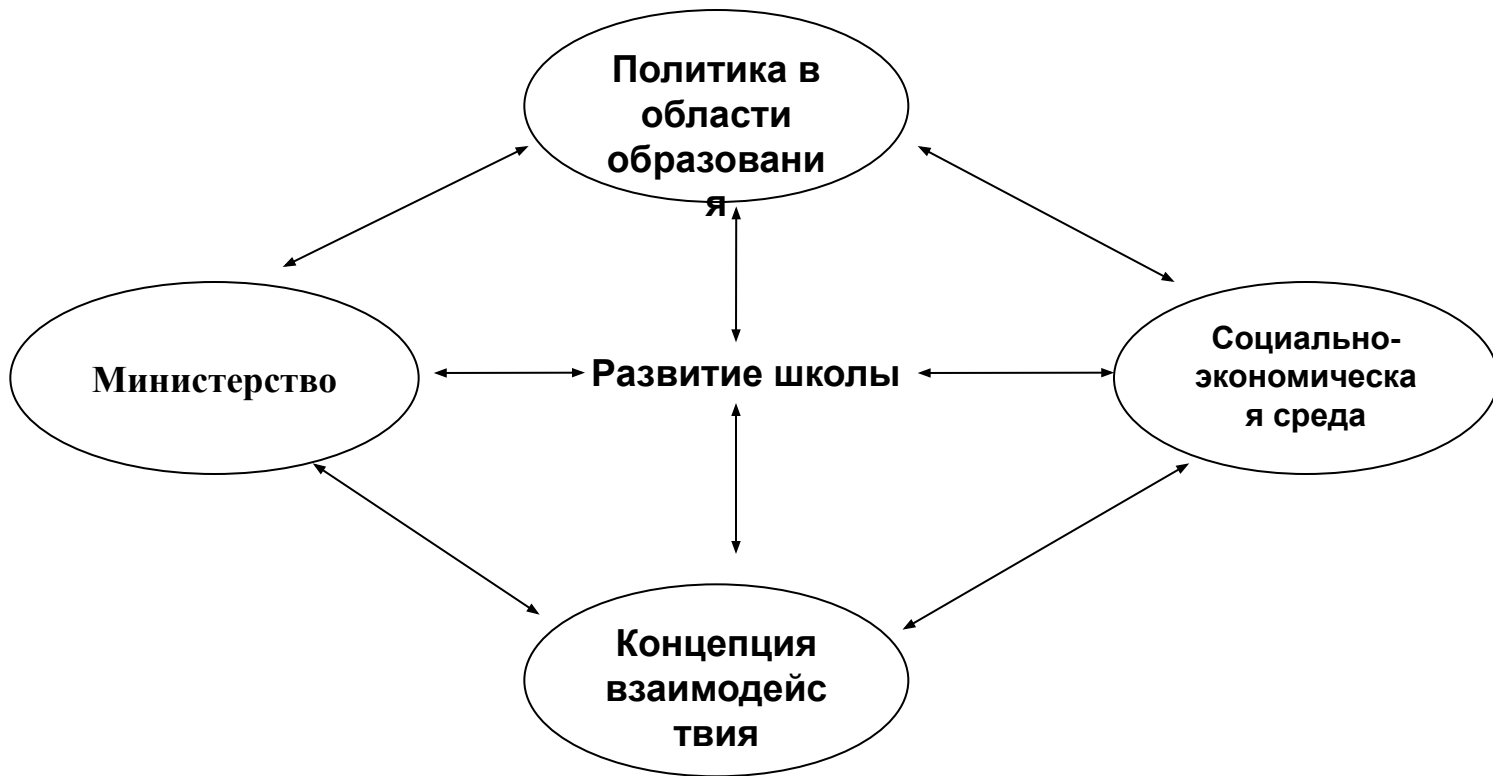 Политика в
области
образовани
я
Министерство
Развитие школы
Социально-
экономическа
я среда
Концепция
взаимодейс
твия